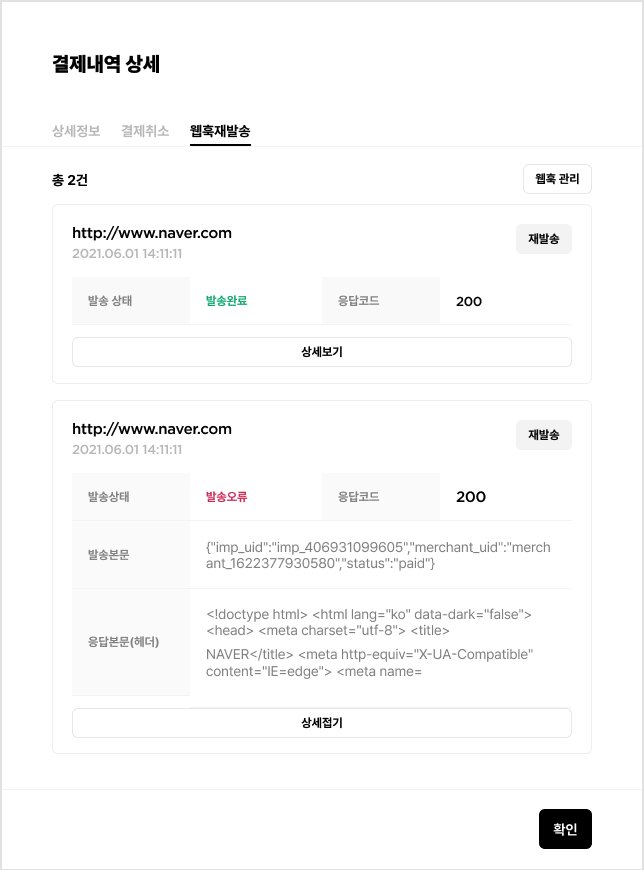 결제내역 상세
상세정보 결제취소 웹훅재발송
총 2건 웹훅 관리
http://www.naver.com
재발송
2021.06.01 14:11:11
발송 상태 발송완료 응답코드 200
상세보기
http://www.naver.com
재발송
2021.06.01 14:11:11
발송상태 발송오류 응답코드 200
발송본문
{"imp_uid":"imp_406931099605","merchant_uid":"merch
ant_1622377930580","status":"paid"}
응답본문(헤더)
<!doctype html> <html lang="ko" data-dark="false">
<head> <meta charset="utf-8"> <title>
NAVER</title> <meta http-equiv="X-UA-Compatible"
content="IE=edge"> <meta name=
상세접기
확인